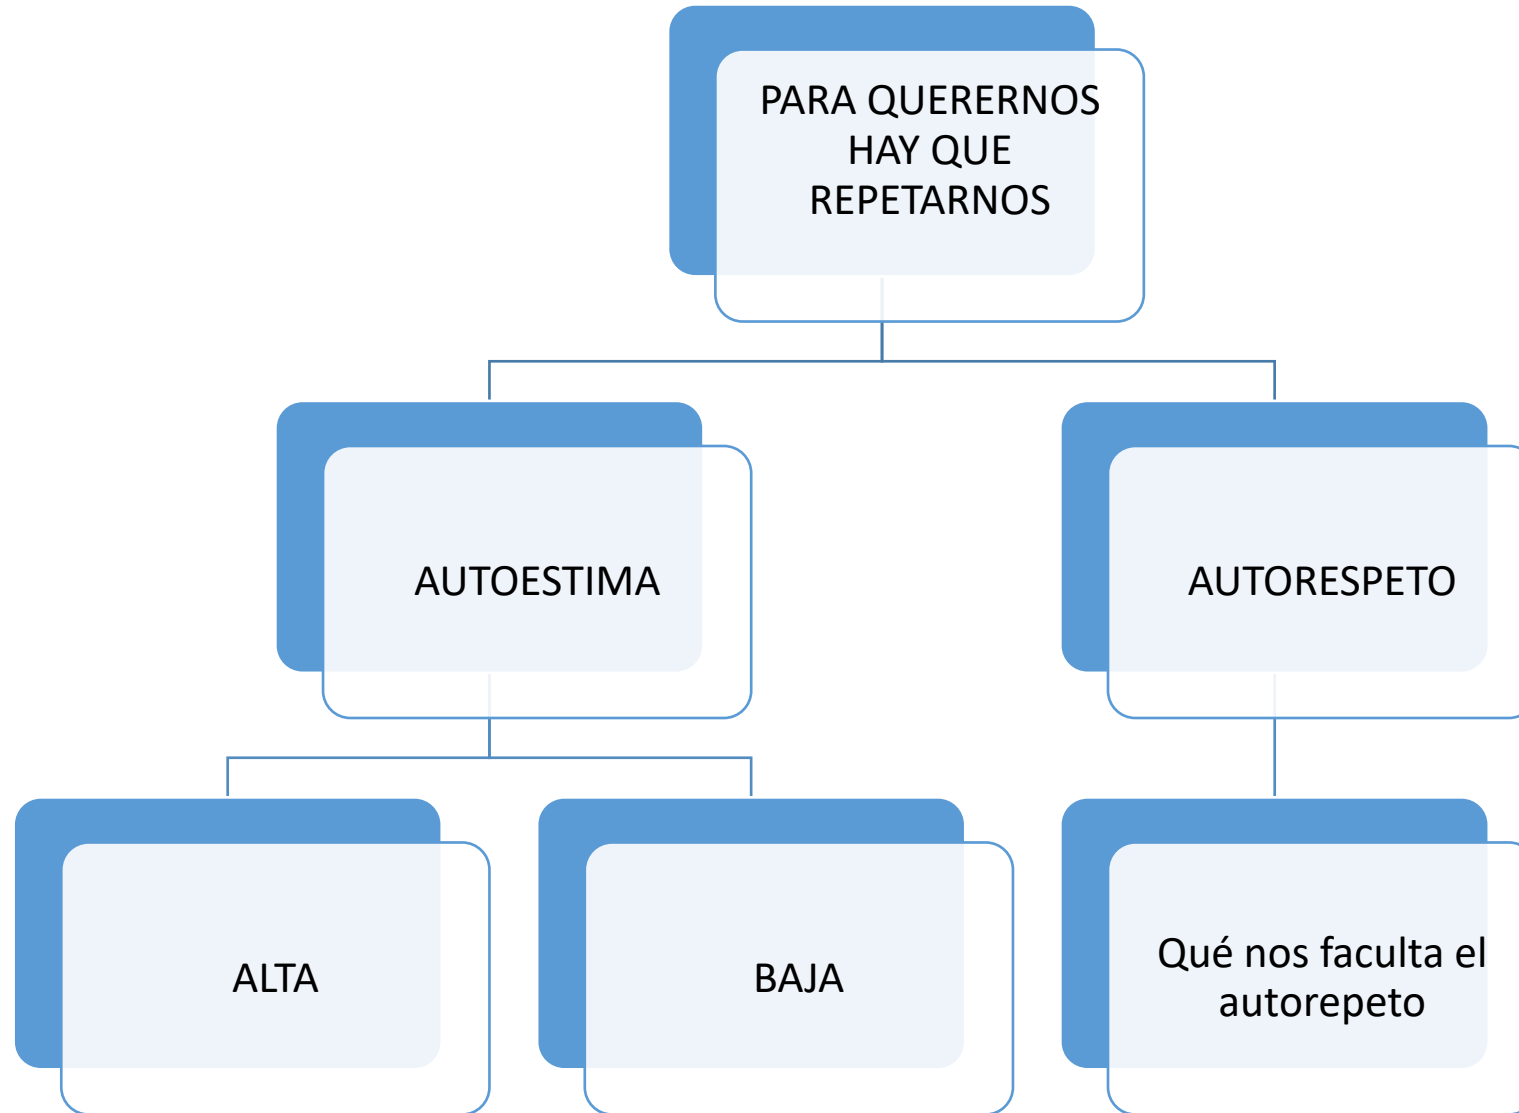 PARA QUERERNOS
HAY QUE
REPETARNOS
AUTOESTIMA
AUTORESPETO
ALTA
BAJA
Qué nos faculta el
autorepeto